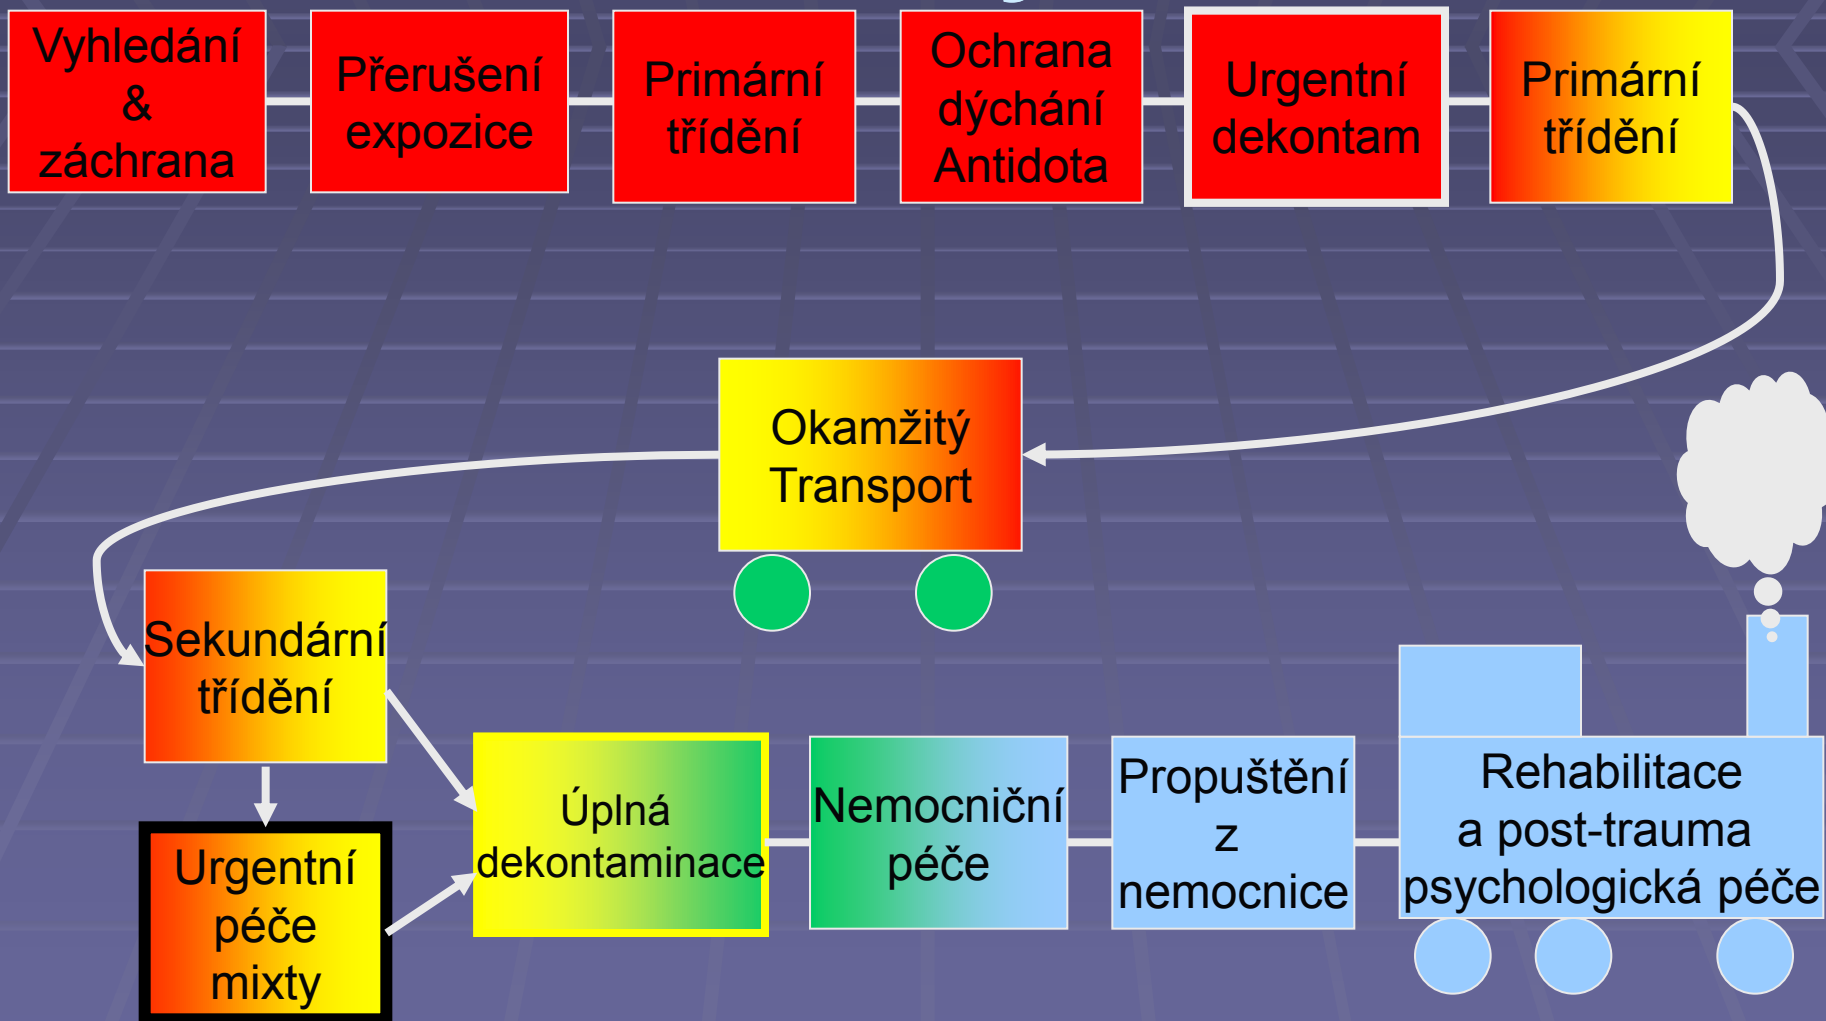 Vyhledání
&
záchrana
Přerušení
expozice
Primární
třídění
Ochrana
dýchání
Antidota
Urgentní
dekontam
Primární
třídění
Okamžitý
Transport
Sekundární
třídění
Urgentní
péče
mixty
Úplná
dekontaminace
Nemocniční
péče
Propuštění
z
nemocnice
Rehabilitace
a post-trauma
psychologická péče